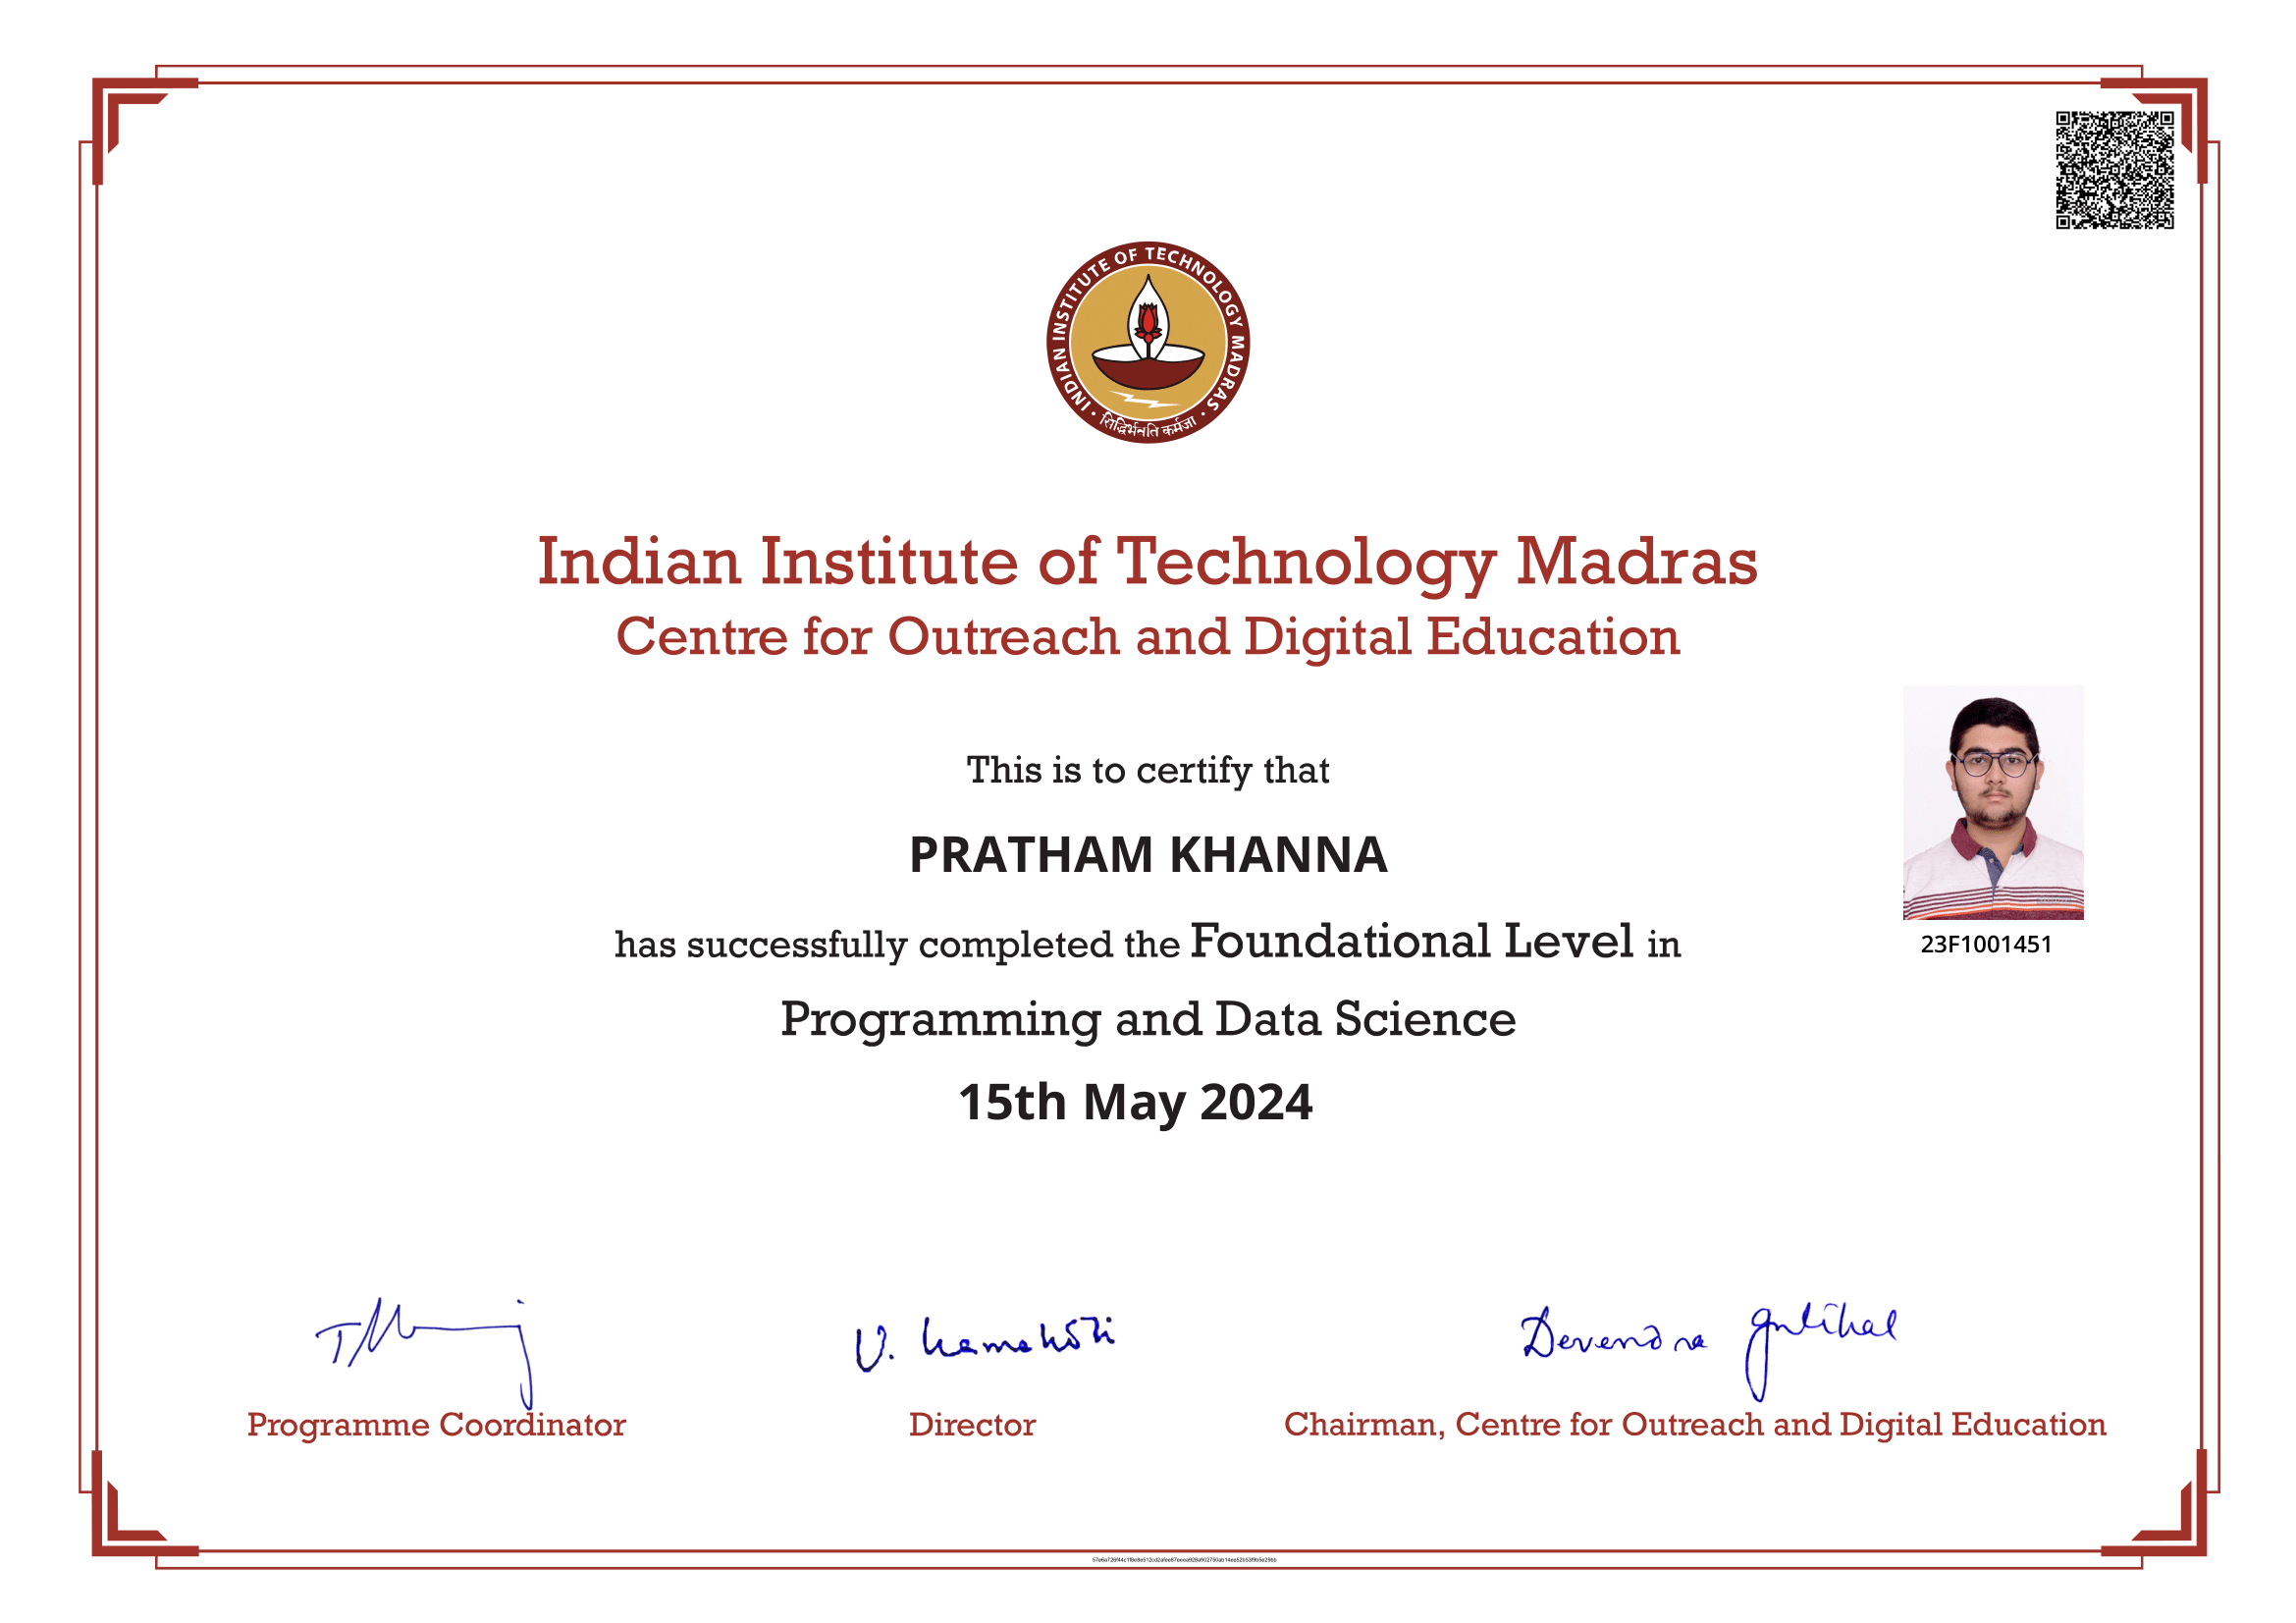 INDIAN INSTITUTE OF TECHNOLOGY MADRAS
सिद्धिर्भवति कर्मजा
Indian Institute of Technology Madras
Centre for Outreach and Digital Education
This is to certify that
PRATHAM KHANNA
has successfully completed the Foundational Level in
23F1001451
Programming and Data Science
15th May 2024
V. Kamakoti
Devendra Jalihal
Programme Coordinator
Director
Chairman, Centre for Outreach and Digital Education